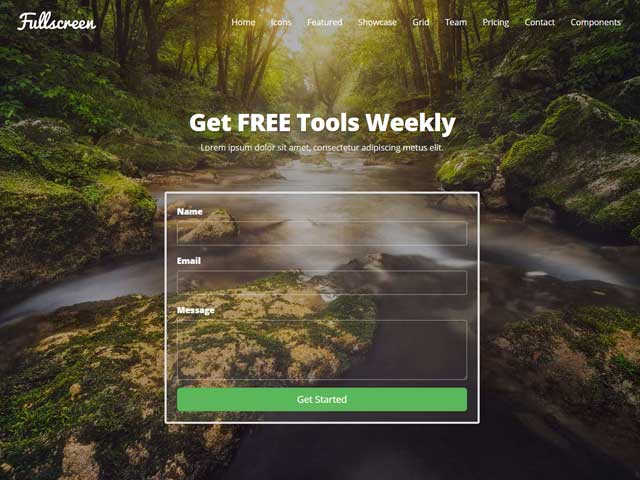 Fullscreen
Home Icons Featured Showcase Grid Team Pricing Contact Components
Get FREE Tools Weekly
Lorem ipsum dolor sit amet, consectetur adipiscing metus elit.
Name
Email
Message
Get Started